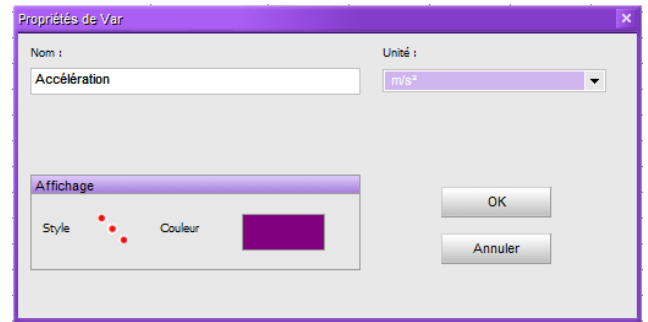 Propriétés de Var
Nom :
Unité :
Accélération
m/s²
Affichage
Style
Couleur
OK
Annuler